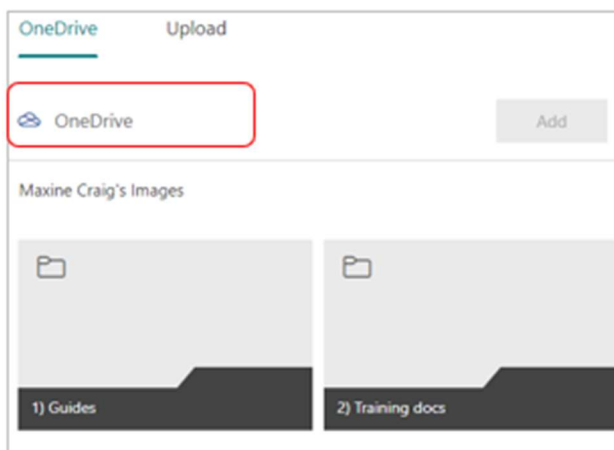 OneDrive Upload
OneDrive Add
Maxine Craig's Images
1) Guides 2) Training docs